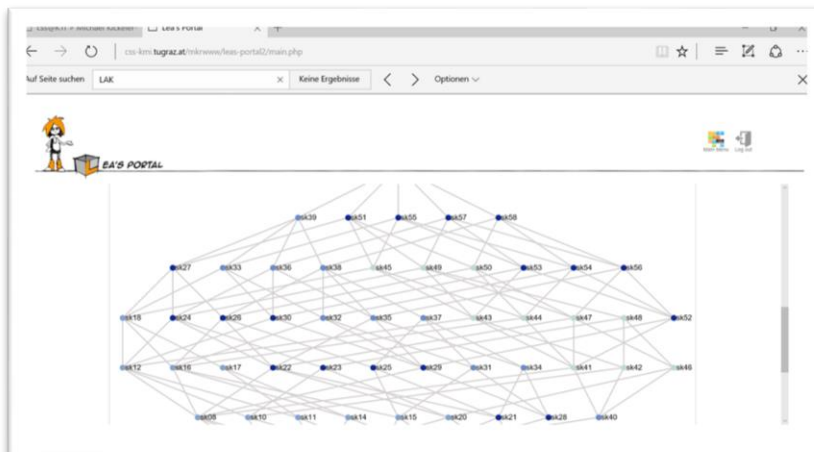 Lea's Portal
css-kmi.tugraz.at/mkrwww/leas-portal2/main.php
Auf Seite suchen LAK Keine Ergebnisse Optionen
LEA'S PORTAL
Main Menu Log out
sk39 sk51 sk55 sk57 sk58
sk27 sk33 sk36 sk38 sk45 sk49 sk50 sk53 sk54 sk56
sk18 sk24 sk26 sk30 sk32 sk35 sk37 sk43 sk44 sk47 sk48 sk52
sk12 sk16 sk17 sk22 sk23 sk25 sk29 sk31 sk34 sk41 sk42 sk46
sk08 sk10 sk11 sk14 sk15 sk20 sk21 sk28 sk40